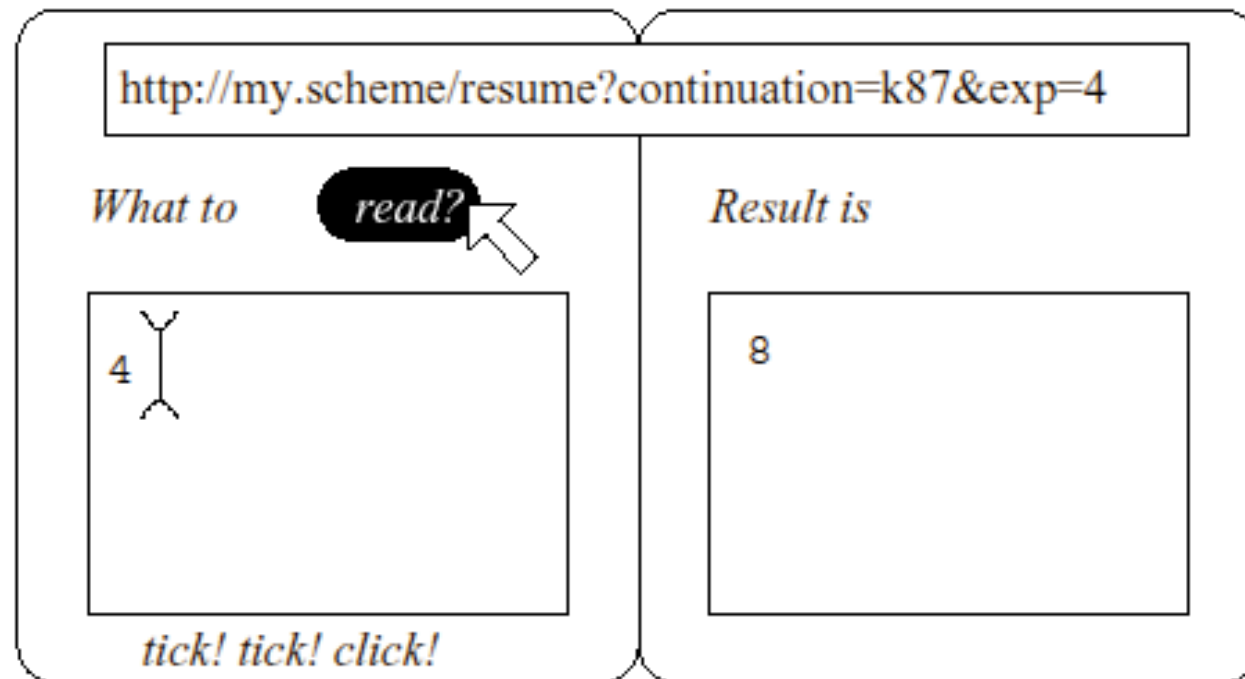 http://my.scheme/resume?continuation=k87&exp=4
What to read?
Result is
4
8
tick! tick! click!